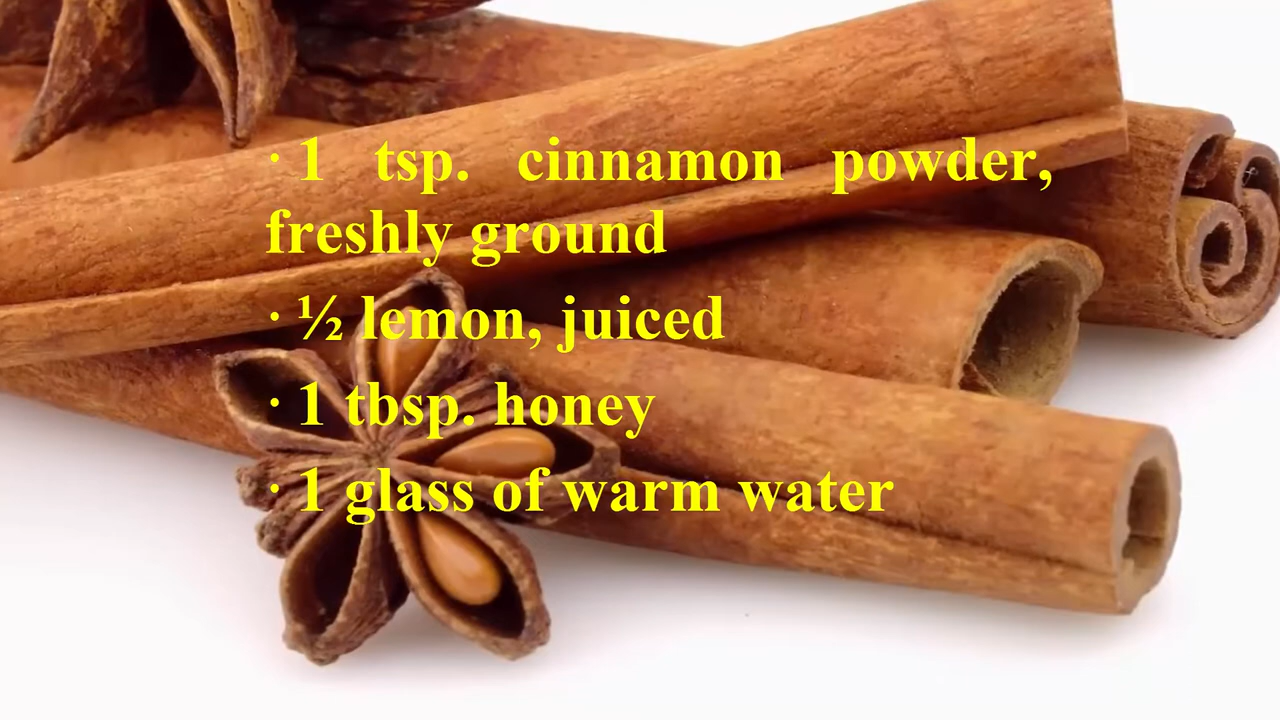 · 1 tsp. cinnamon powder,
freshly ground
· ½ lemon, juiced
· 1 tbsp. honey
· 1 glass of warm water